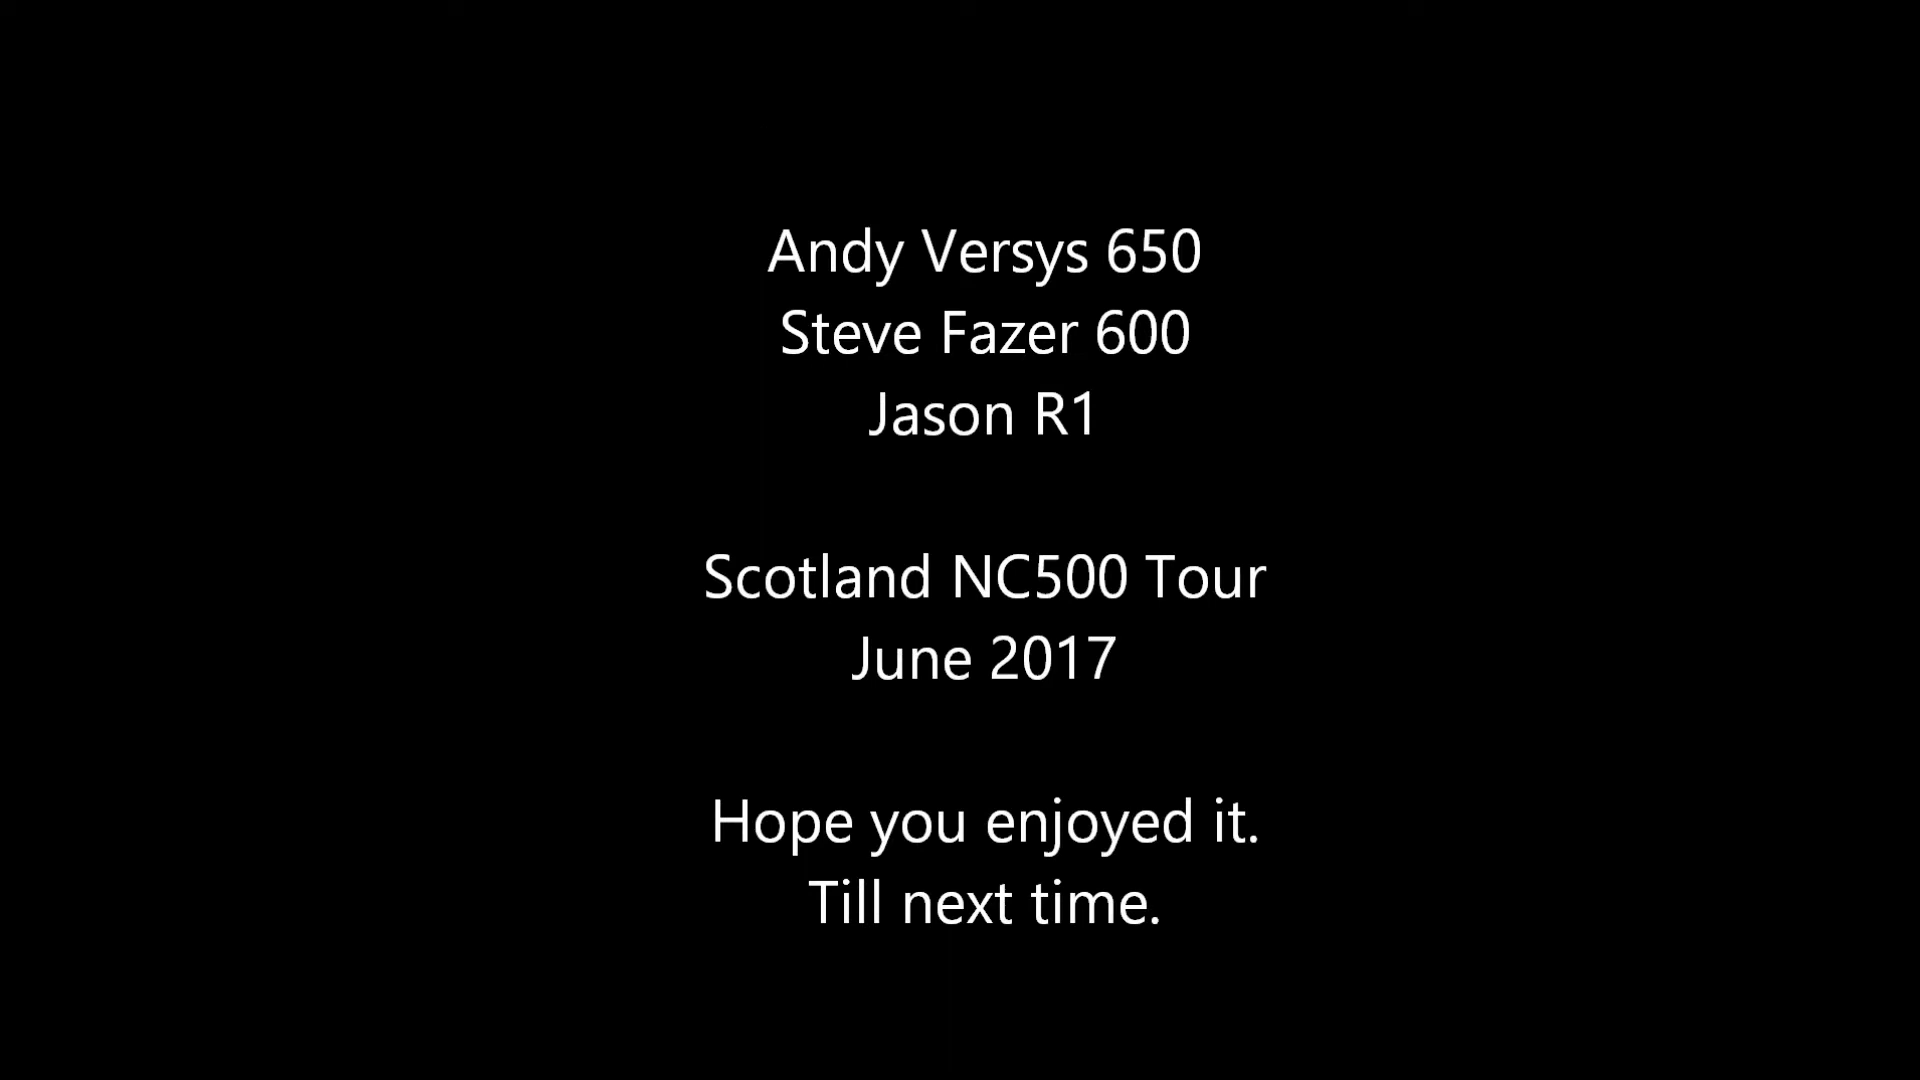 Andy Versys 650
Steve Fazer 600
Jason R1
Scotland NC500 Tour
June 2017
Hope you enjoyed it.
Till next time.